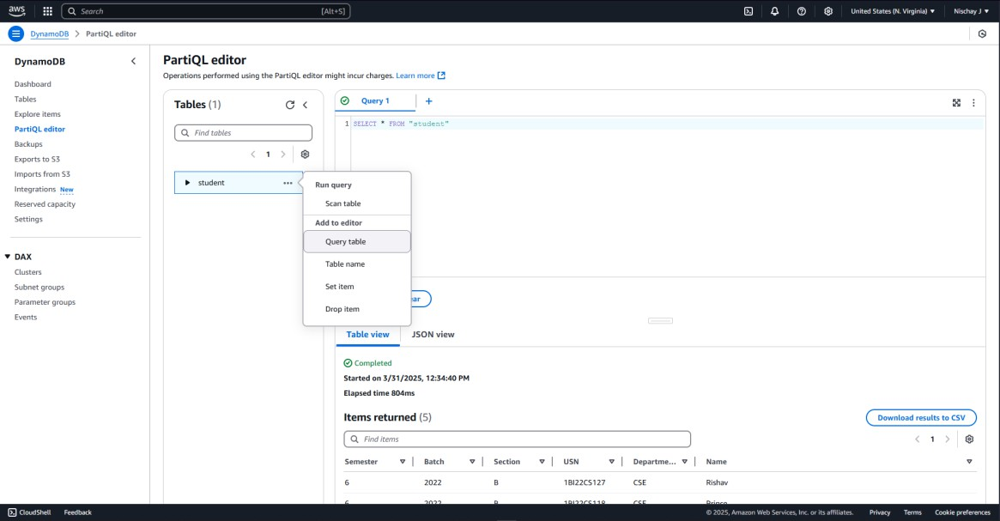 aws
Search [Alt+S]
United States (N. Virginia) Nischay J
DynamoDB PartiQL editor
DynamoDB
Dashboard
Tables
Explore items
PartiQL editor
Backups
Exports to S3
Imports from S3
Integrations New
Reserved capacity
Settings
DAX
Clusters
Subnet groups
Parameter groups
Events
PartiQL editor
Operations performed using the PartiQL editor might incur charges. Learn more
Tables (1)
Find tables
1
student
Run query
Scan table
Add to editor
Query table
Table name
Set item
Drop item
Query 1
1 SELECT * FROM "student"
ear
Table view JSON view
Completed
Started on 3/31/2025, 12:34:40 PM
Elapsed time 804ms
Items returned (5)
Download results to CSV
Find items
1
Semester Batch Section USN Departme... Name
6 2022 B 1BI22CS127 CSE Rishav
6 2022 B 1BI22CS118 CSE Prince
CloudShell Feedback © 2025, Amazon Web Services, Inc. or its affiliates. Privacy Terms Cookie preferences